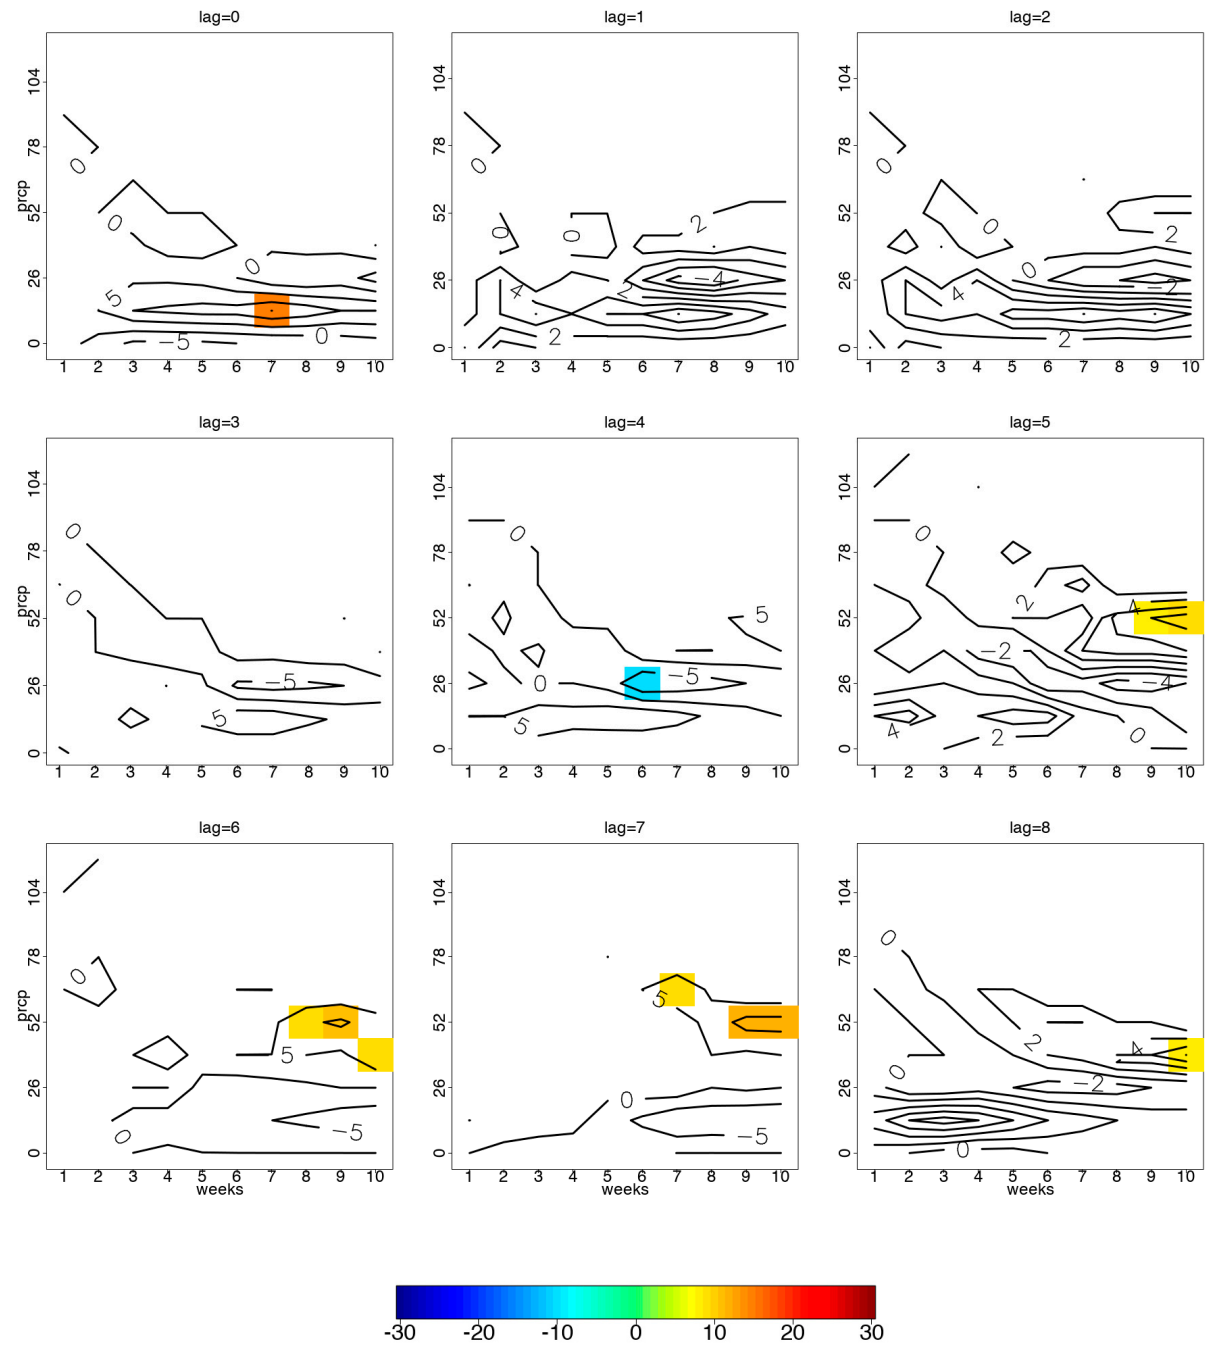 lag=0 lag=1 lag=2
prcp
0 26 52 78 104
0 0 0 5 -5 0
1 2 3 4 5 6 7 8 9 10
0 26 52 78 104
0 0 0 2 4 2 -4 2
1 2 3 4 5 6 7 8 9 10
0 26 52 78 104
0 0 2 0 4 -2 2
1 2 3 4 5 6 7 8 9 10
lag=3 lag=4 lag=5
prcp
0 26 52 78 104
0 0 -5 5
1 2 3 4 5 6 7 8 9 10
0 26 52 78 104
0 5 0 -5 5
1 2 3 4 5 6 7 8 9 10
0 26 52 78 104
0 2 4 -2 -4 4 2 0
1 2 3 4 5 6 7 8 9 10
lag=6 lag=7 lag=8
prcp
0 26 52 78 104
0 5 0 -5
1 2 3 4 5 6 7 8 9 10
weeks
0 26 52 78 104
5 0 -5
1 2 3 4 5 6 7 8 9 10
weeks
0 26 52 78 104
0 2 4 0 -2 0
1 2 3 4 5 6 7 8 9 10
weeks
-30 -20 -10 0 10 20 30